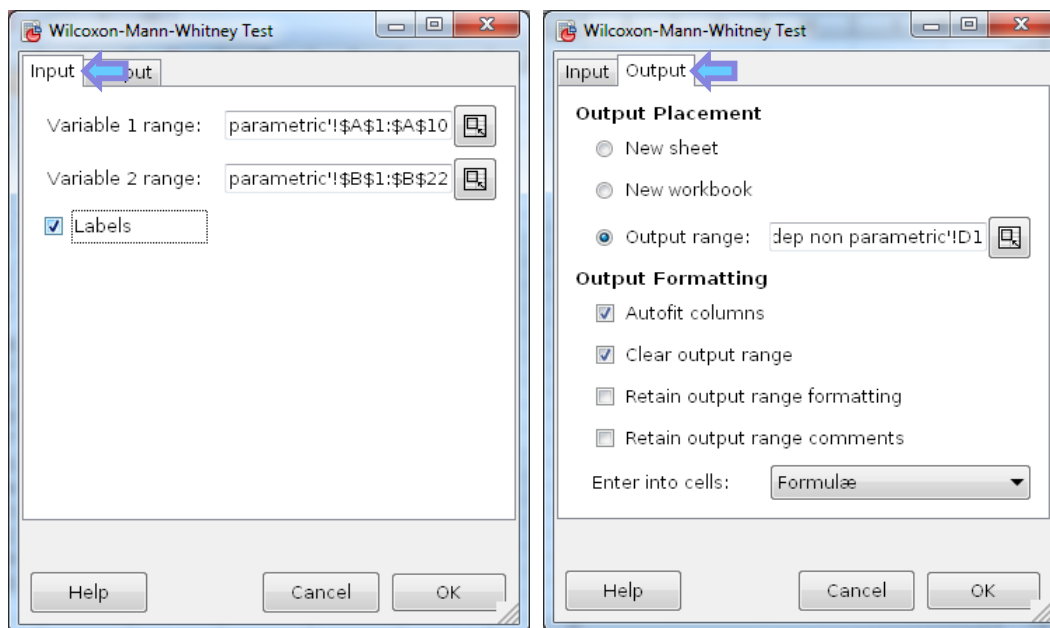 Wilcoxon-Mann-Whitney Test
Input
Variable 1 range: parametric'!$A$1:$A$10
Variable 2 range: parametric'!$B$1:$B$22
Labels
Help Cancel OK
Wilcoxon-Mann-Whitney Test
Input Output
Output Placement
New sheet
New workbook
Output range: dep non parametric'!D1
Output Formatting
Autofit columns
Clear output range
Retain output range formatting
Retain output range comments
Enter into cells: Formulæ
Help Cancel OK